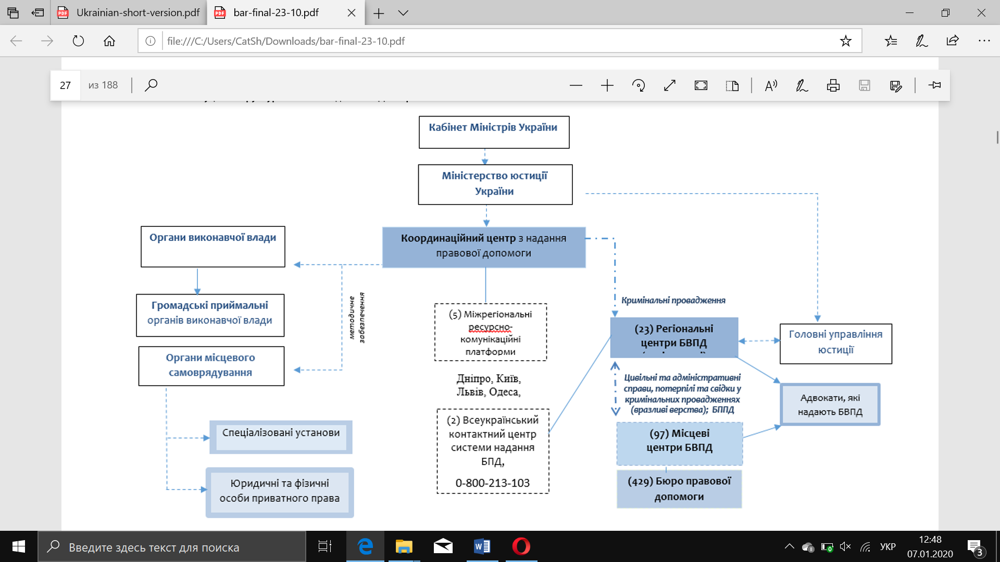 Ukrainian-short-version.pdf
bar-final-23-10.pdf
file:///C:/Users/CatSh/Downloads/bar-final-23-10.pdf
27 из 188
Кабінет Міністрів України
Міністерство юстиції
України
Органи виконавчої влади
Координаційний центр з надання
правової допомоги
Громадські приймальні
органів виконавчої влади
методичне
забезпечення
Органи місцевого
самоврядування
(5) Міжрегіональні
ресурсно-
комунікаційні
платформи
Дніпро, Київ,
Львів, Одеса,
Кримінальні провадження
(23) Регіональні
центри БВПД
Головні управління
юстиції
Цивільні та адміністративні
справи, потерпілі та свідки у
кримінальних провадженнях
(вразливі верства); БППД
Адвокати, які
надають БВПД
Спеціалізовані установи
Юридичні та фізичні
особи приватного права
(2) Всеукраїнський
контактний центр
системи надання
БПД,
0-800-213-103
(97) Місцеві
центри БВПД
(429) Бюро правової
допомоги
Введите здесь текст для поиска
УКР
12:48
07.01.2020
3